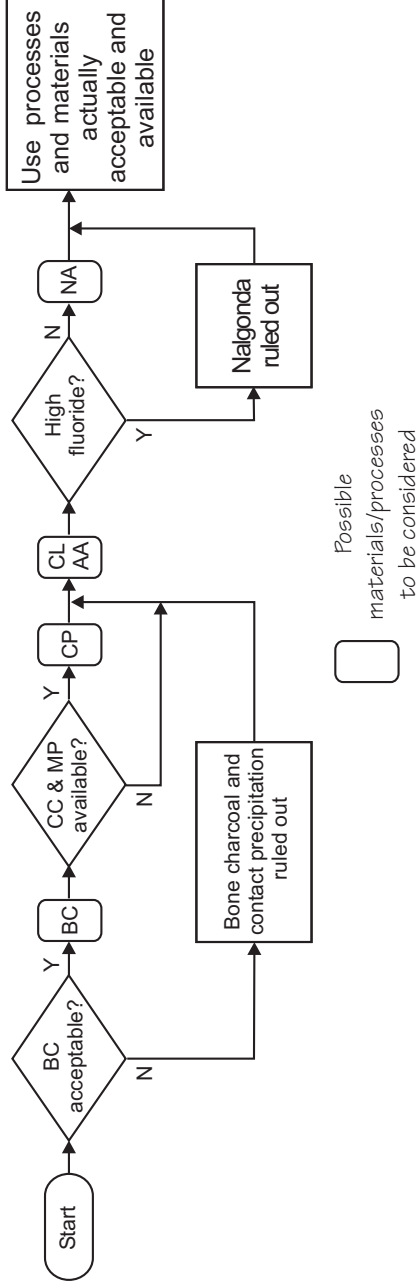 Start
BC
acceptable?
Y
N
BC
CC & MP
available?
Y
N
CP
Bone charcoal and
contact precipitation
ruled out
CL
AA
High
fluoride?
N
Y
NA
Nalgonda
ruled out
Use processes
and materials
actually
acceptable and
available
Possible
materials/processes
to be considered